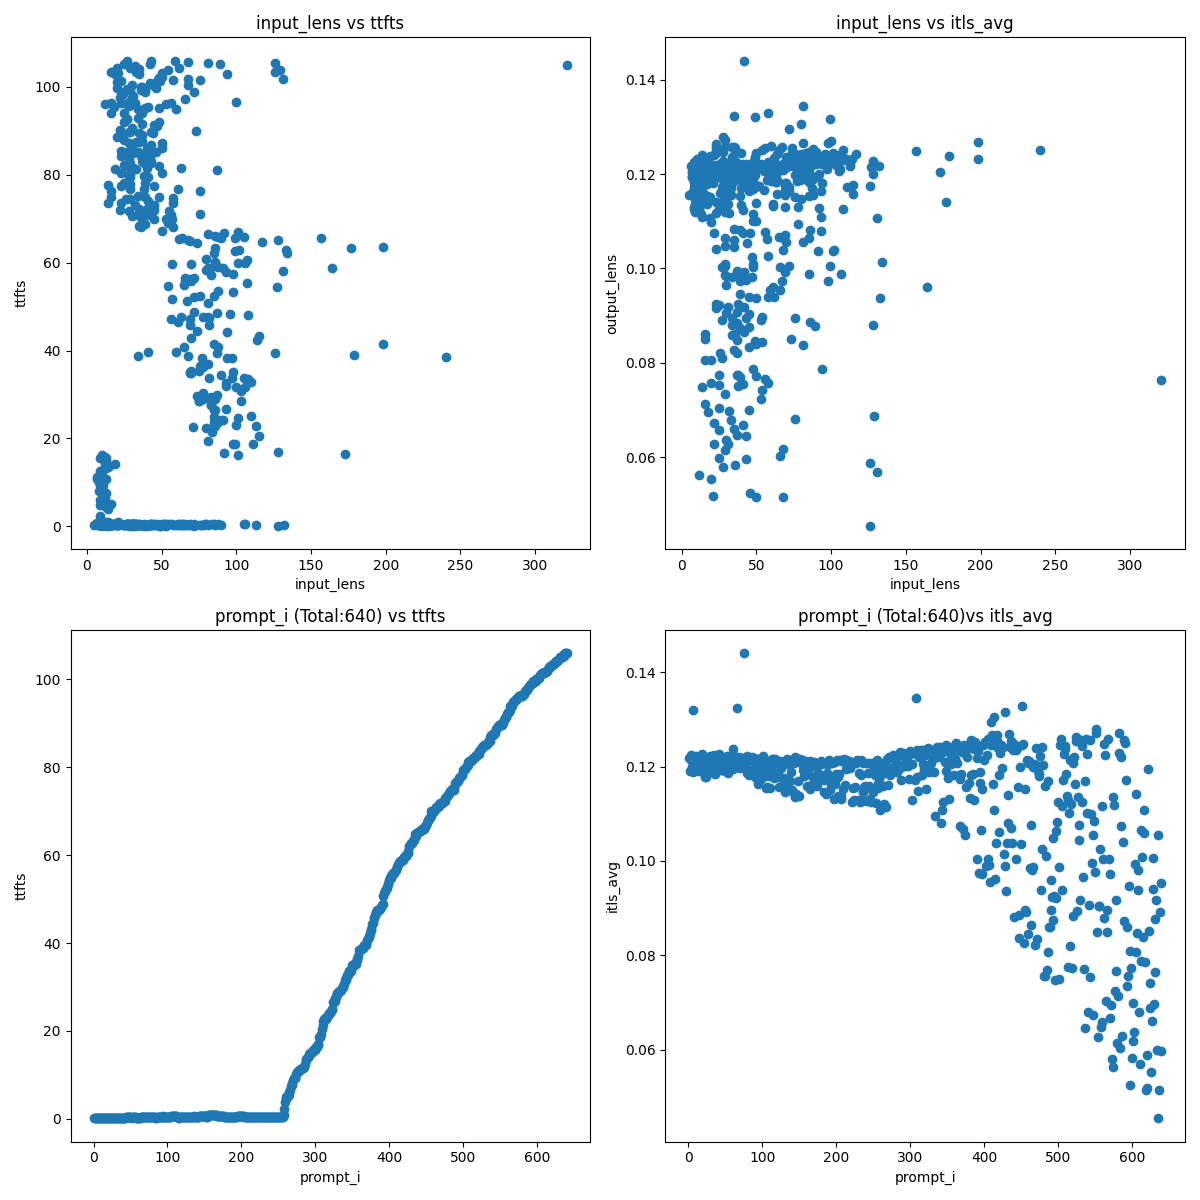 input_lens vs ttfts
ttfts
100
80
60
40
20
0
0 50 100 150 200 250 300
input_lens
input_lens vs itls_avg
output_lens
0.14
0.12
0.10
0.08
0.06
0 50 100 150 200 250 300
input_lens
prompt_i (Total:640) vs ttfts
ttfts
100
80
60
40
20
0
0 100 200 300 400 500 600
prompt_i
prompt_i (Total:640)vs itls_avg
itls_avg
0.14
0.12
0.10
0.08
0.06
0 100 200 300 400 500 600
prompt_i